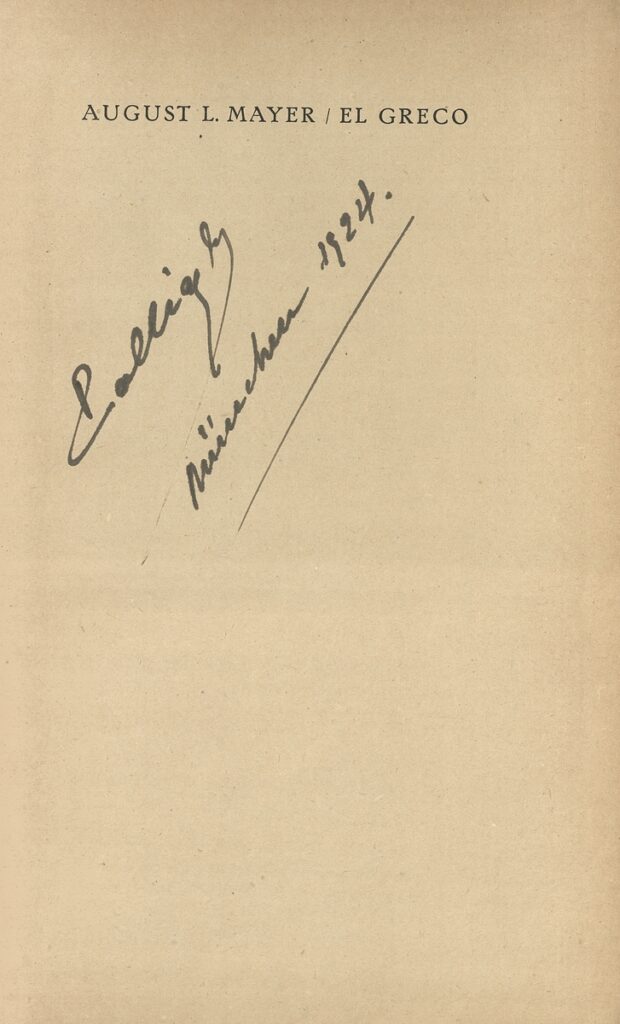 AUGUST L. MAYER / EL GRECO
München 1924.